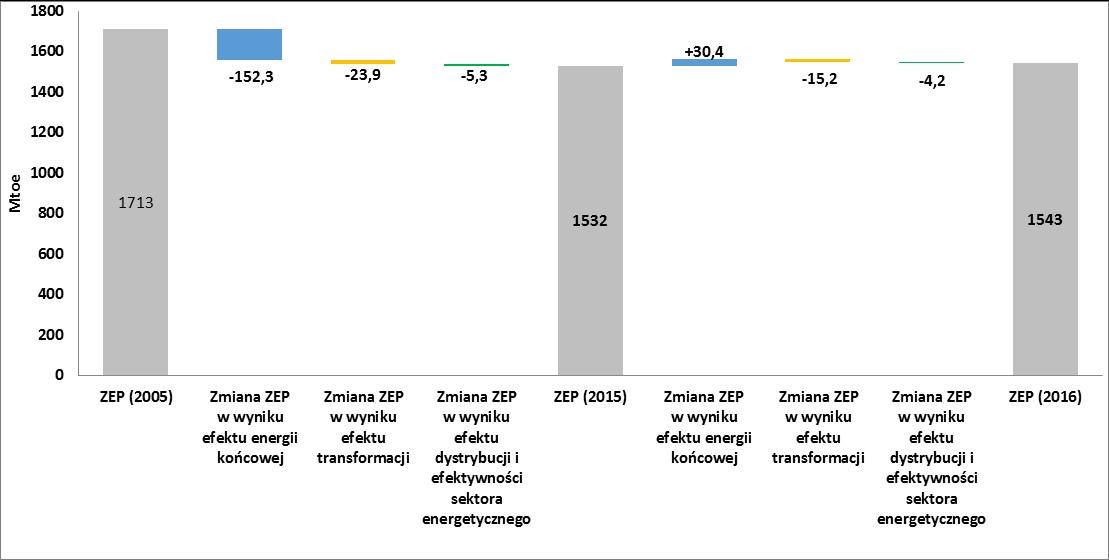 1800
1600
1400
1200
1000
800
600
400
200
0
Mtoe
1713
-152,3
-23,9
-5,3
1532
+30,4
-15,2
-4,2
1543
ZEP (2005)
Zmiana ZEP
w wyniku
efektu energii
końcowej
Zmiana ZEP
w wyniku
efektu
transformacji
Zmiana ZEP
w wyniku
efektu
dystrybucji i
efektywności
sektora
energetycznego
ZEP (2015)
Zmiana ZEP
w wyniku
efektu energii
końcowej
Zmiana ZEP
w wyniku
efektu
transformacji
Zmiana ZEP
w wyniku
efektu
dystrybucji i
efektywności
sektora
energetycznego
ZEP (2016)